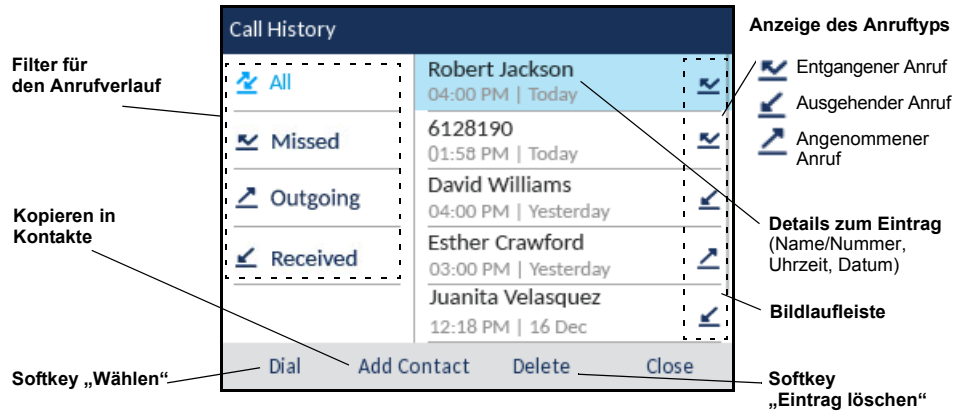 Call History
Anzeige des Anruftyps
Filter für
den Anrufverlauf
All
Missed
Outgoing
Received
Robert Jackson
04:00 PM | Today
6128190
01:58 PM | Today
David Williams
04:00 PM | Yesterday
Esther Crawford
03:00 PM | Yesterday
Juanita Velasquez
12:18 PM | 16 Dec
Entgangener Anruf
Ausgehender Anruf
Angenommener
Anruf
Kopieren in
Kontakte
Details zum Eintrag
(Name/Nummer,
Uhrzeit, Datum)
Bildlaufleiste
Dial
Add Contact
Delete
Close
Softkey „Wählen“
Softkey
„Eintrag löschen“